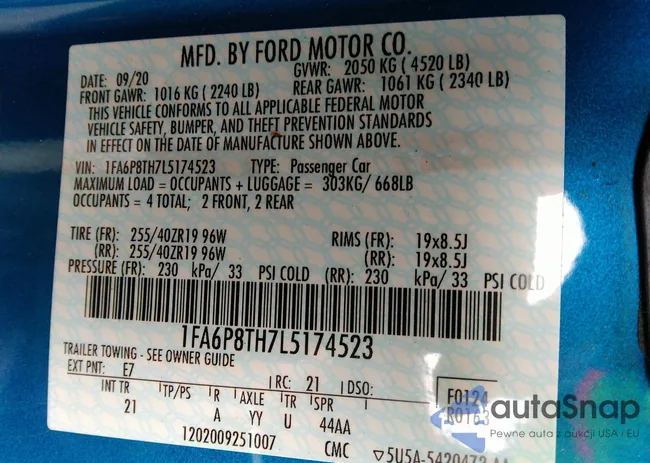 MFD. BY FORD MOTOR CO.
DATE: 09/20 GVWR: 2050 KG ( 4520 LB)
FRONT GAWR: 1016 KG ( 2240 LB) REAR GAWR: 1061 KG ( 2340 LB)
THIS VEHICLE CONFORMS TO ALL APPLICABLE FEDERAL MOTOR
VEHICLE SAFETY, BUMPER, AND THEFT PREVENTION STANDARDS
IN EFFECT ON THE DATE OF MANUFACTURE SHOWN ABOVE.
VIN: 1FA6P8TH7L5174523 TYPE: Passenger Car
MAXIMUM LOAD = OCCUPANTS + LUGGAGE = 303KG/ 668LB
OCCUPANTS = 4 TOTAL; 2 FRONT, 2 REAR
TIRE (FR): 255/40ZR19 96W RIMS (FR): 19x8.5J
(RR): 255/40ZR19 96W (RR): 19x8.5J
PRESSURE (FR): 230 kPa/ 33 PSI COLD (RR): 230 kPa/ 33 PSI COLD
1FA6P8TH7L5174523
TRAILER TOWING - SEE OWNER GUIDE
EXT PNT: E7 RC: 21 DSO: F0124
INT TR TP/PS R AXLE TR SPR R0163
21 A YY U 44AA
1202009251007 CMC ▽5U5A-5420472-AA
autoSnap
Pewne auta z aukcji USA i EU